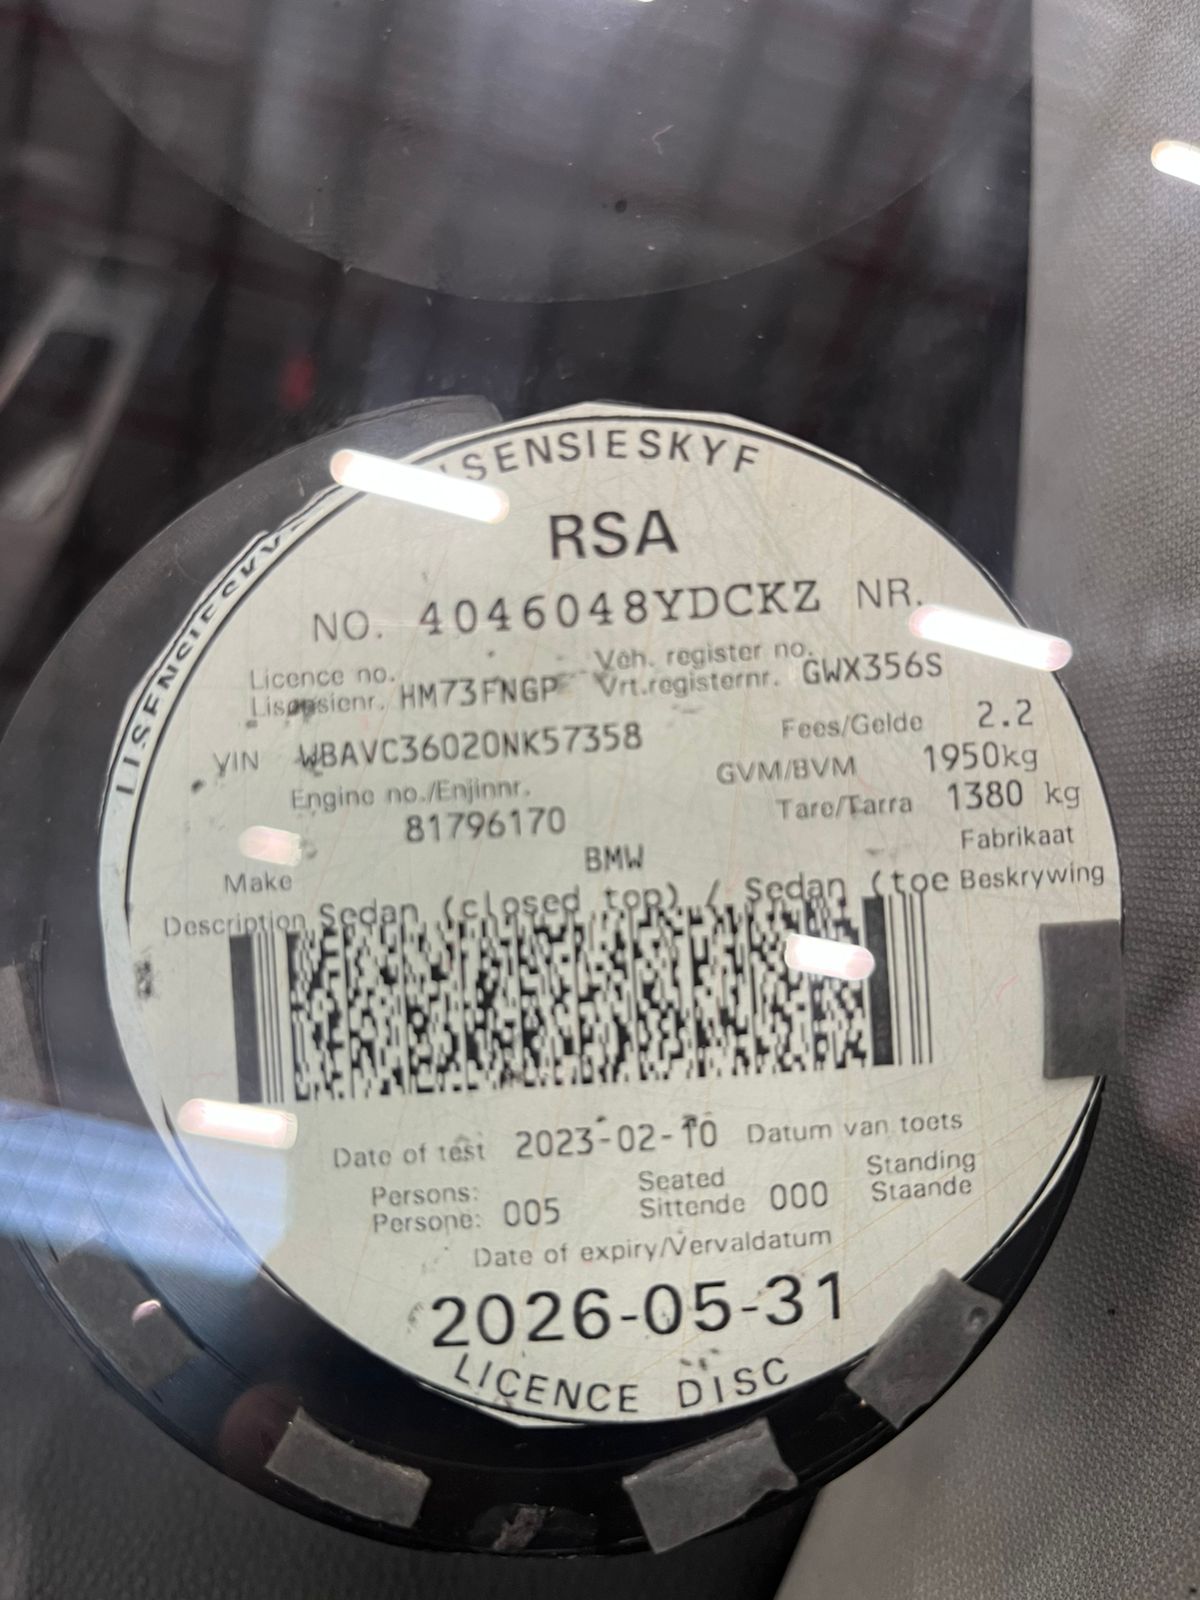 LISENSIESKYF
RSA
NO. 4046048YDCKZ NR.
Licence no. Veh. register no.
Lisensienr. HM73FNGP Vrt.registernr. GWX356S
VIN WBAVC36020NK57358 Fees/Gelde 2.2
Engine no./Enjinnr. GVM/BVM 1950kg
81796170 Tare/Tarra 1380 kg
Make BMW Fabrikaat
Description Sedan (closed top) / Sedan (toe Beskrywing
Date of test 2023-02-10 Datum van toets
Persons: Seated Standing
Persone: 005 Sittende 000 Staande
Date of expiry/Vervaldatum
2026-05-31
LICENCE DISC